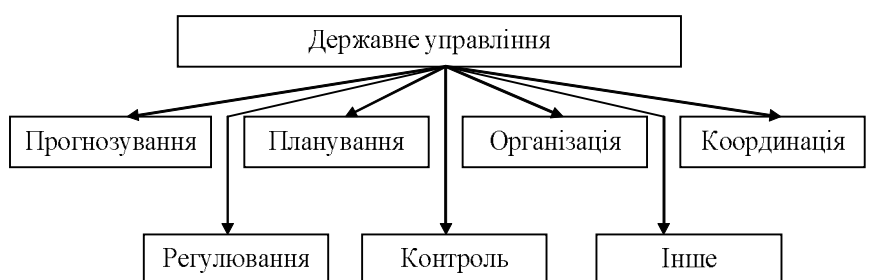 Державне управління
Прогнозування
Планування
Організація
Координація
Регулювання
Контроль
Інше